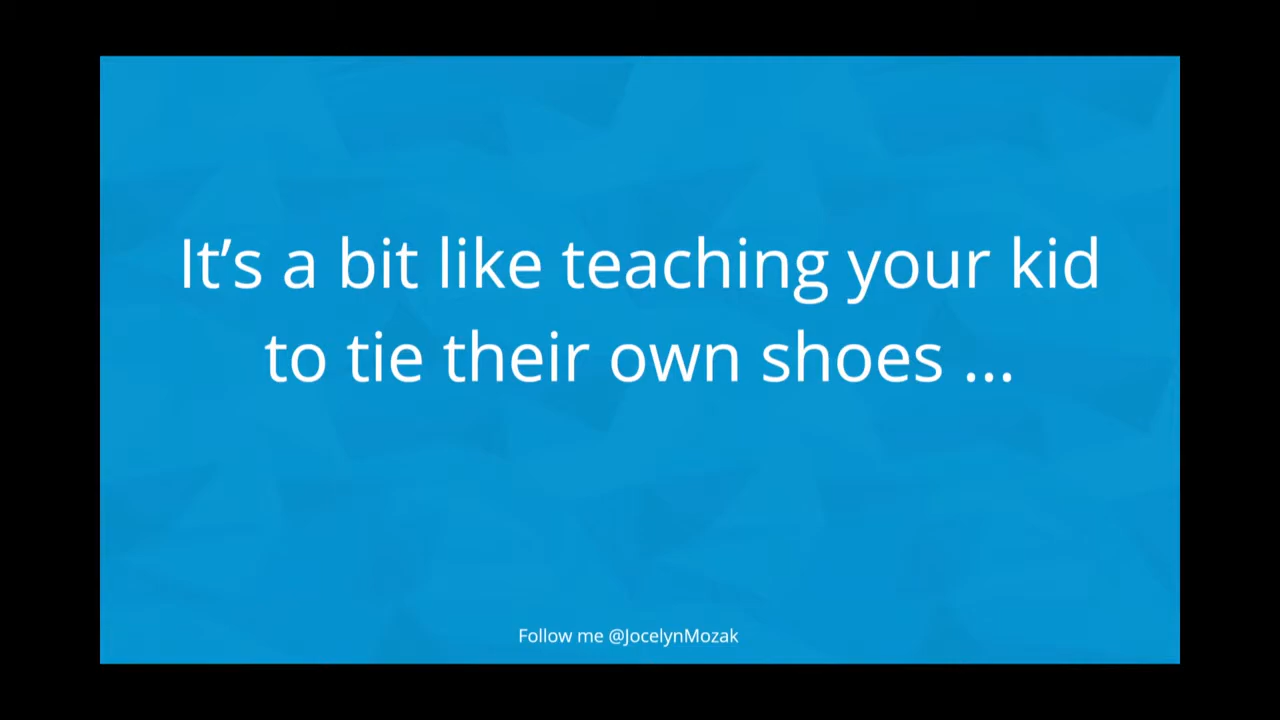 It’s a bit like teaching your kid
to tie their own shoes ...
Follow me @JocelynMozak